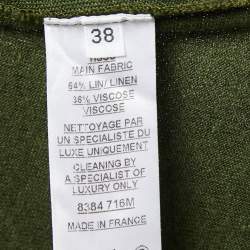 38
MAIN FABRIC
64% LIN/ LINEN
36% VISCOSE
VISCOSE
NETTOYAGE PAR
UN SPECIALISTE DU
LUXE UNIQUEMENT
CLEANING BY A
SPECIALIST OF
LUXURY ONLY
8384 716M
MADE IN FRANCE